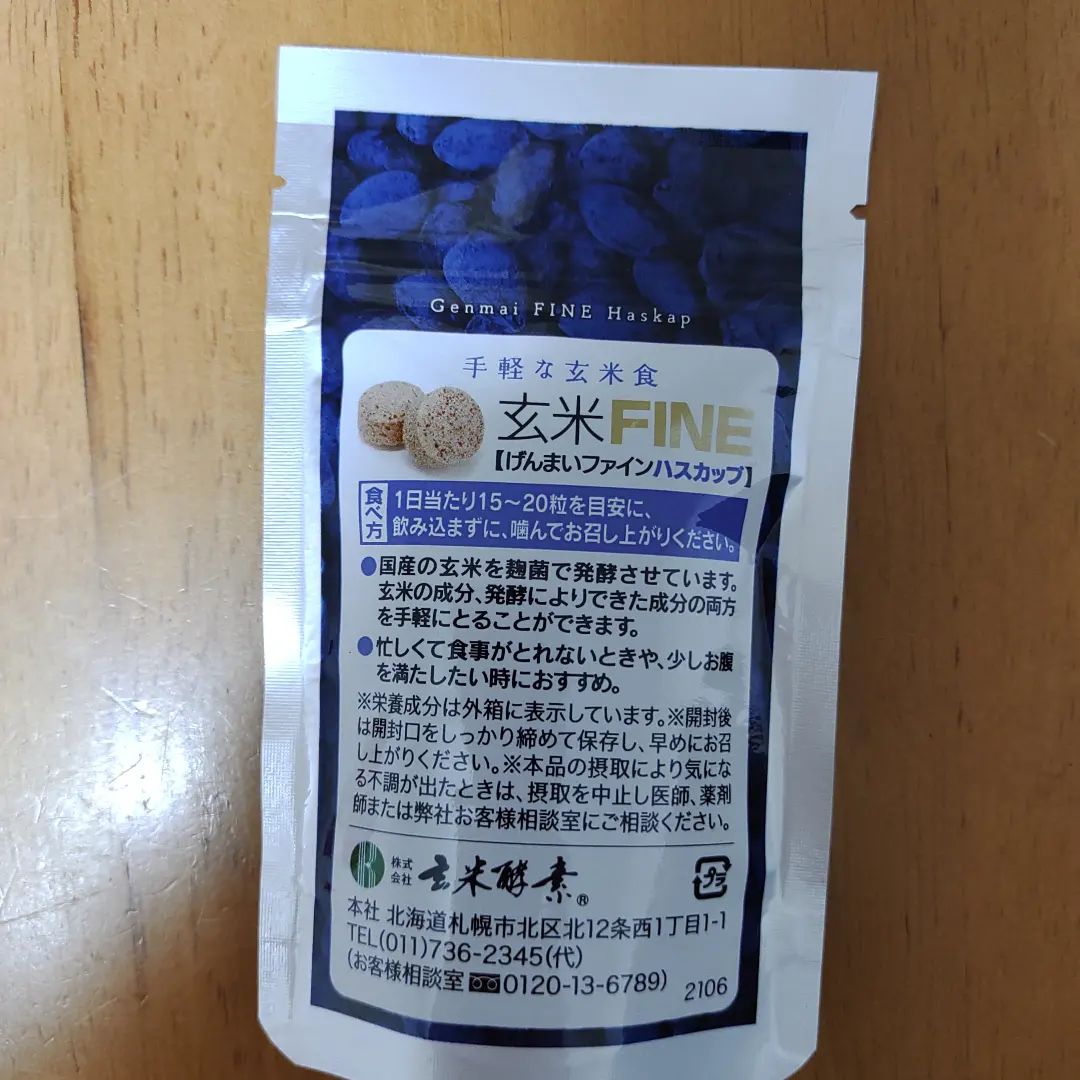 Genmai FINE Haskap
手軽な玄米食
玄米FINE
【げんまいファインハスカップ】
食べ方
1日当たり15～20粒を目安に、
飲み込まずに、噛んでお召し上がりください。
●国産の玄米を麹菌で発酵させています。
玄米の成分、発酵によりできた成分の両方
を手軽にとることができます。
●忙しくて食事がとれないときや、少しお腹
を満たしたい時におすすめ。
※栄養成分は外箱に表示しています。※開封後
は開封口をしっかり締めて保存し、早めにお召
し上がりください。※本品の摂取により気にな
る不調が出たときは、摂取を中止し医師、薬剤
師または弊社お客様相談室にご相談ください。
株式会社 玄米酵素®
プラ
本社 北海道札幌市北区北12条西1丁目1-1
TEL(011)736-2345(代)
(お客様相談室 0120-13-6789)
2106